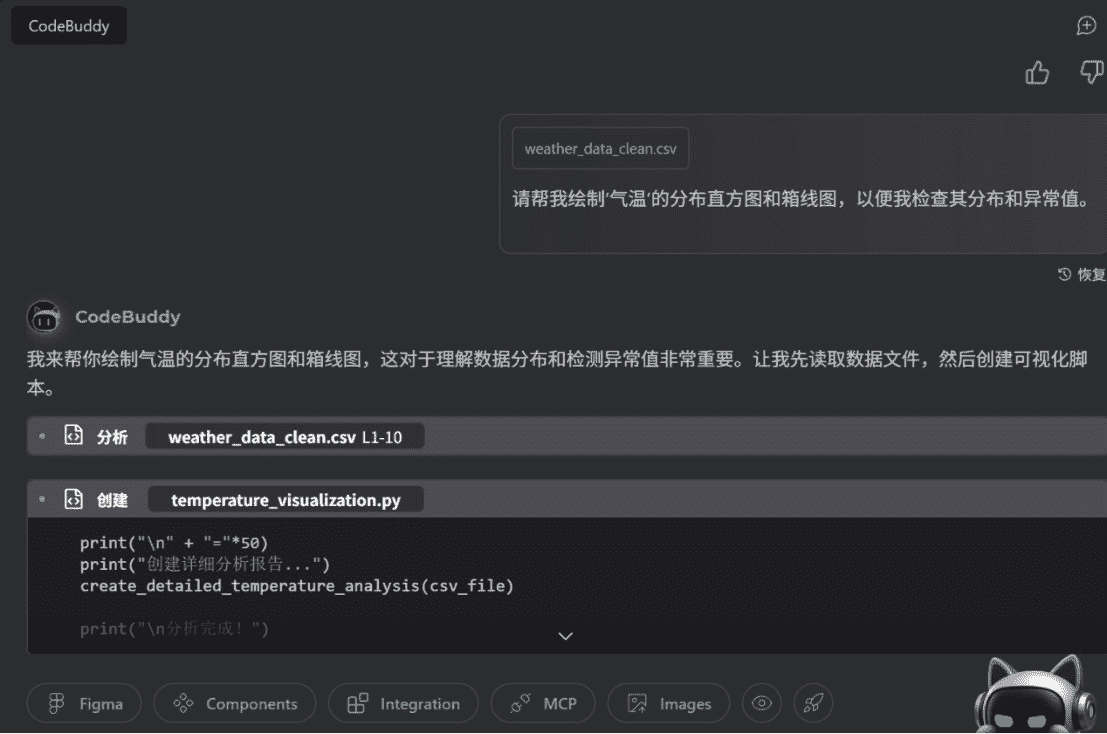 CodeBuddy
weather_data_clean.csv
请帮我绘制'气温'的分布直方图和箱线图，以便我检查其分布和异常值。
恢复
CodeBuddy
我来帮你绘制气温的分布直方图和箱线图，这对于理解数据分布和检测异常值非常重要。让我先读取数据文件，然后创建可视化脚
本。
分析 weather_data_clean.csv L1-10
创建 temperature_visualization.py
print("\n" + "="*50)
print("创建详细分析报告...")
create_detailed_temperature_analysis(csv_file)
print("\n分析完成！")
Figma Components Integration MCP Images